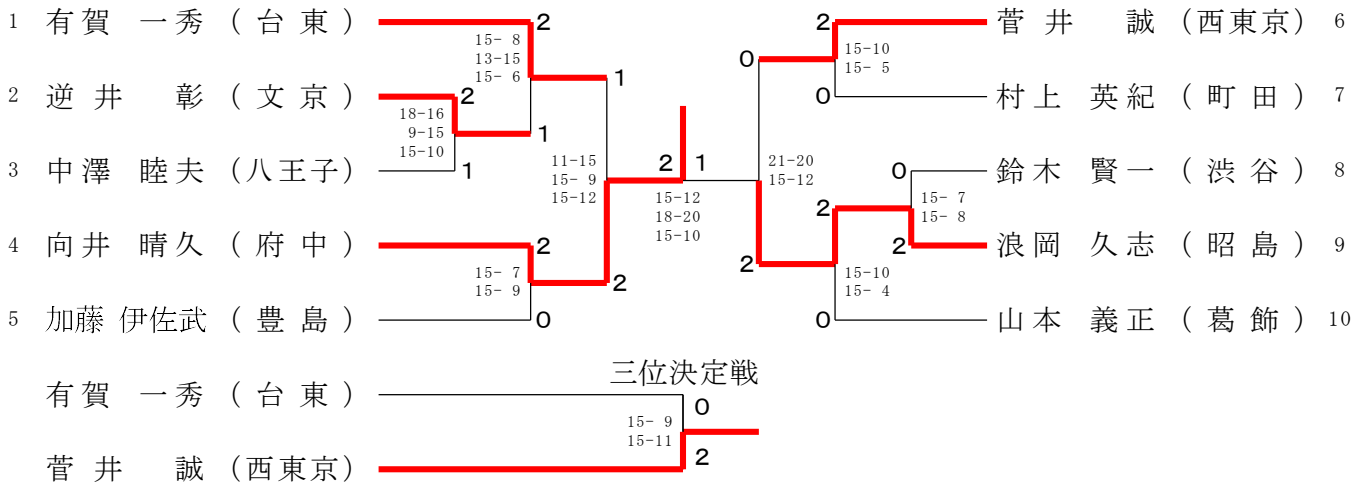 1 有賀 一秀 (台東) 2 2 菅井 誠 (西東京) 6
15- 8 15-10
13-15 0 15- 5
15- 6 1
2 逆井 彰 (文京) 2 0 村上 英紀 (町田) 7
18-16
9-15 1
15-10
3 中澤 睦夫 (八王子) 1 11-15 2 1 21-20 0 鈴木 賢一 (渋谷) 8
15- 9 15-12
15-12 15-12 15- 7
18-20 2 15- 8
15-10
4 向井 晴久 (府中) 2 2 浪岡 久志 (昭島) 9
15- 7 2 15-10
15- 9 2 15- 4
5 加藤 伊佐武 (豊島) 0 0 山本 義正 (葛飾) 10
三位決定戦
有賀 一秀 (台東) 0
15- 9
15-11
菅井 誠 (西東京) 2